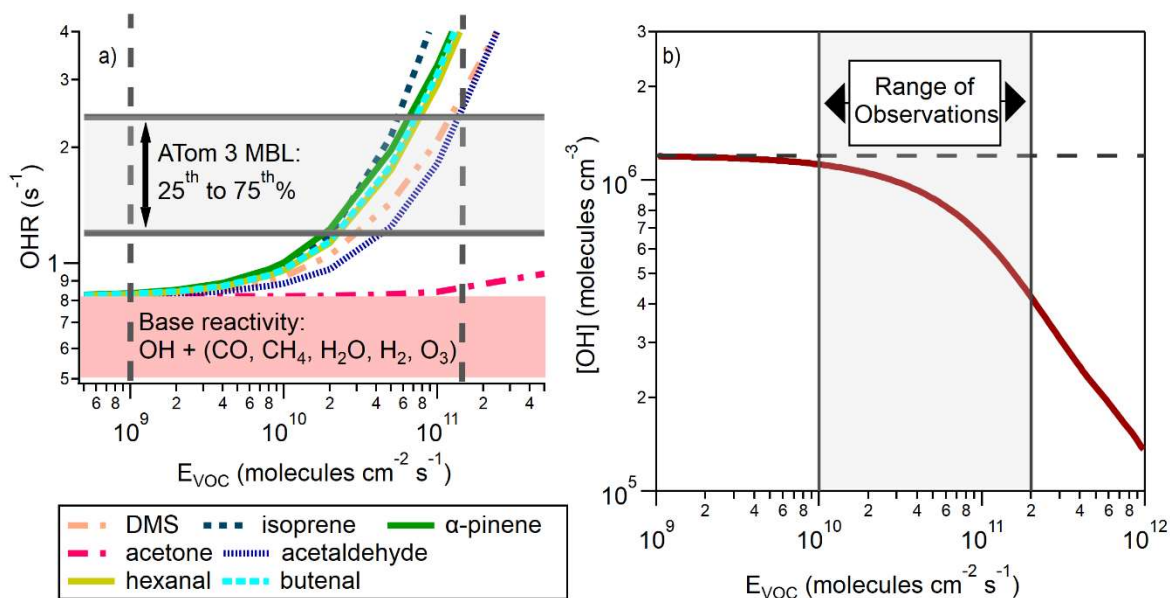 a)
4
3
2
1
9
8
7
6
5
OHR (s⁻¹)
ATom 3 MBL:
25th to 75th%
Base reactivity:
OH + (CO, CH₄, H₂O, H₂, O₃)
6 8 2 4 6 8 2 4 6 8 2 4
10⁹ 10¹⁰ 10¹¹
E_VOC (molecules cm⁻² s⁻¹)
DMS isoprene α-pinene
acetone acetaldehyde
hexanal butenal
b)
3
2
10⁶
8
7
6
5
4
3
2
10⁵
[OH] (molecules cm⁻³)
Range of
Observations
2 4 6 8 2 4 6 8 2 4 6 8
10⁹ 10¹⁰ 10¹¹ 10¹²
E_VOC (molecules cm⁻² s⁻¹)